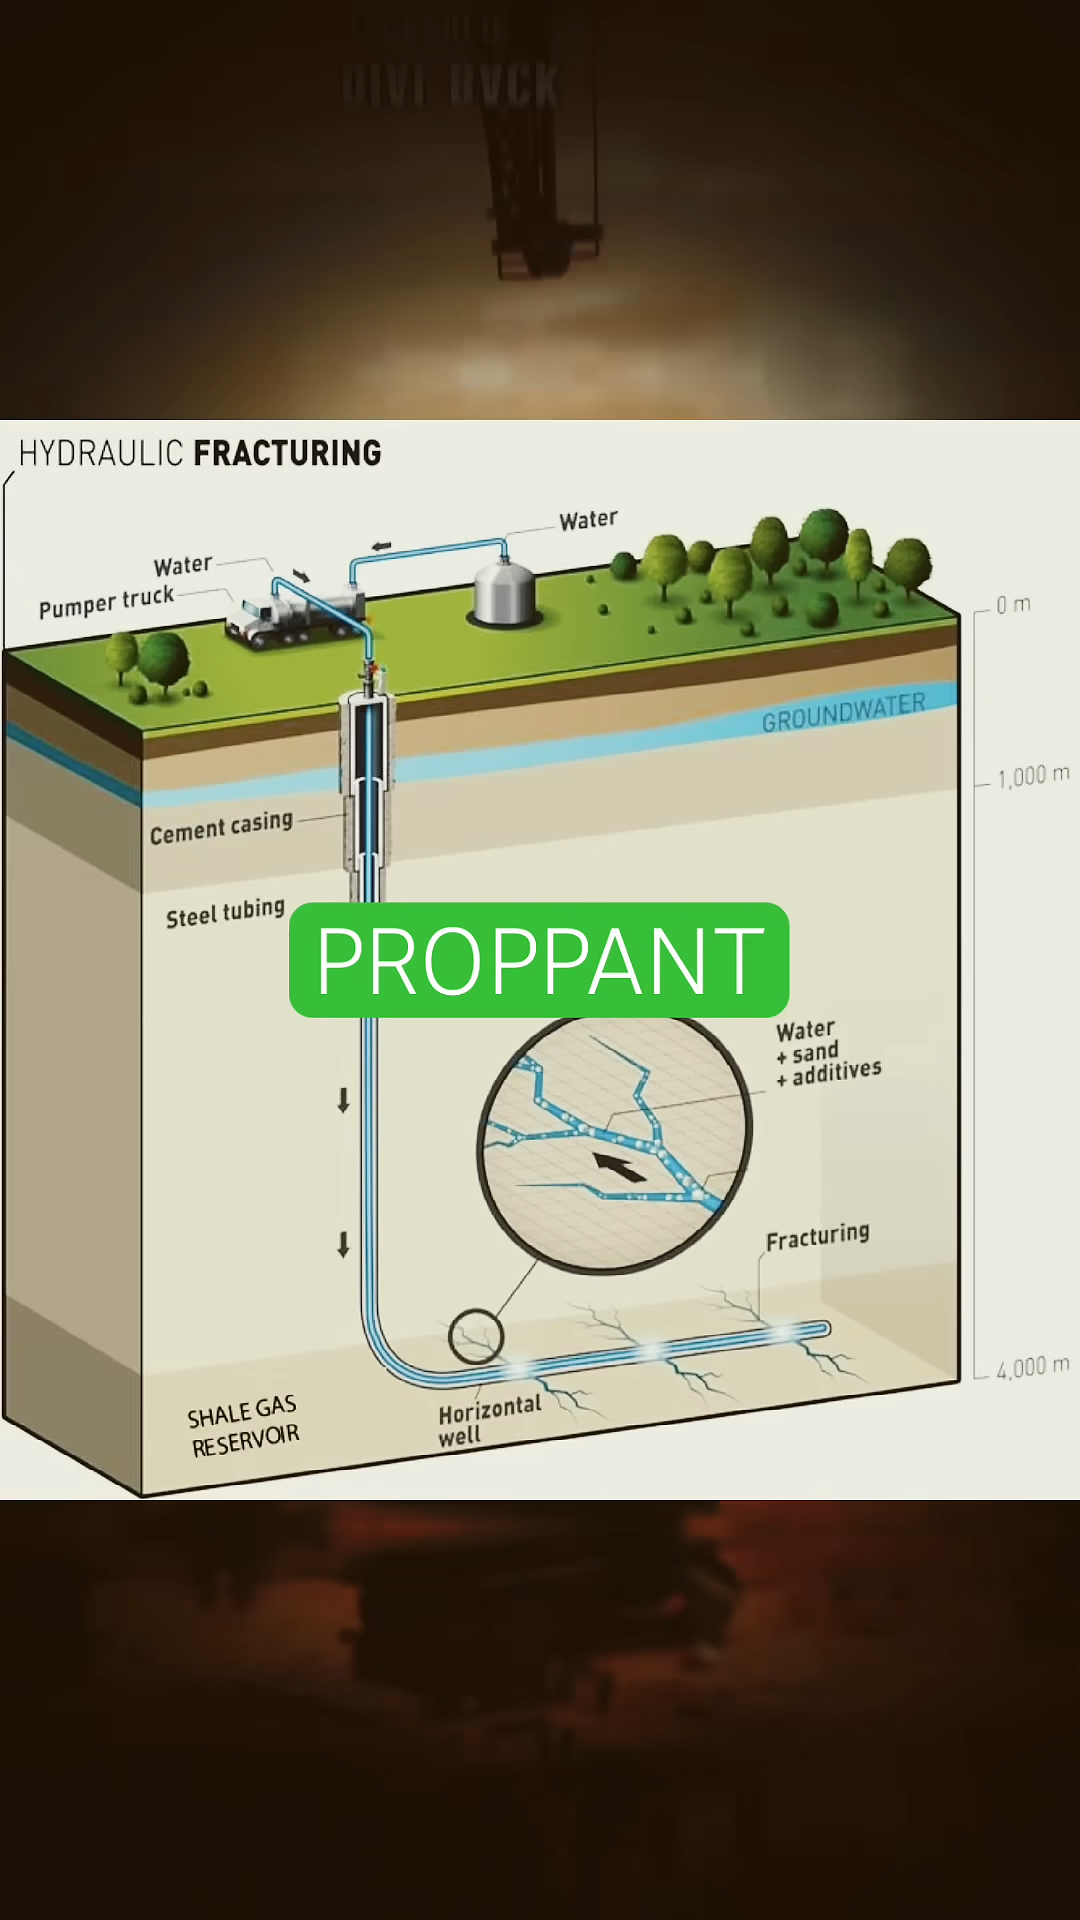 HYDRAULIC FRACTURING
Water
Water
Pumper truck
0 m
GROUNDWATER
1,000 m
Cement casing
Steel tubing
PROPPANT
Water
+ sand
+ additives
Fracturing
4,000 m
SHALE GAS
RESERVOIR
Horizontal
well